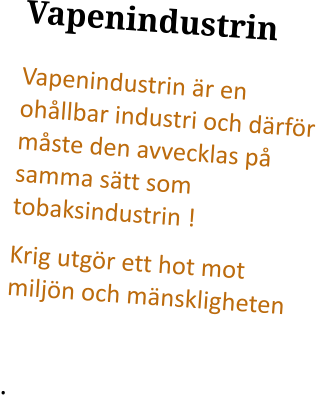 Vapenindustrin
Vapenindustrin är en
ohållbar industri och därför
måste den avvecklas på
samma sätt som
tobaksindustrin !
Krig utgör ett hot mot
miljön och mänskligheten
.